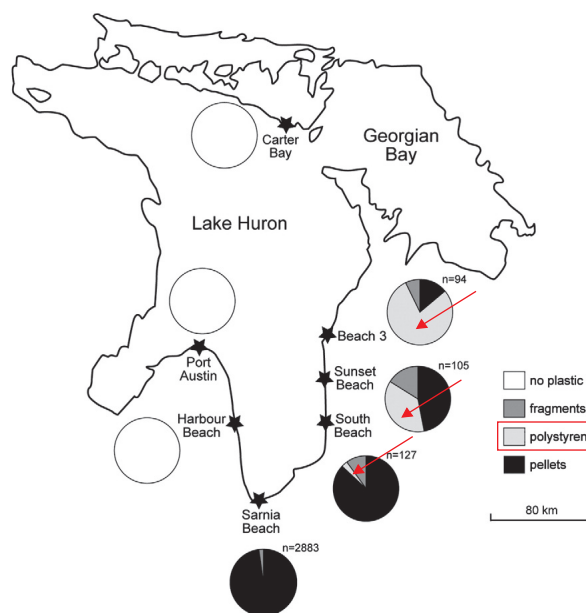 Carter
Bay
Georgian
Bay
Lake Huron
n=94
Beach 3
Port
Austin
n=105
Sunset
Beach
no plastic
fragments
Harbour
Beach
South
Beach
polystyren
n=127
pellets
Sarnia
Beach
80 km
n=2883